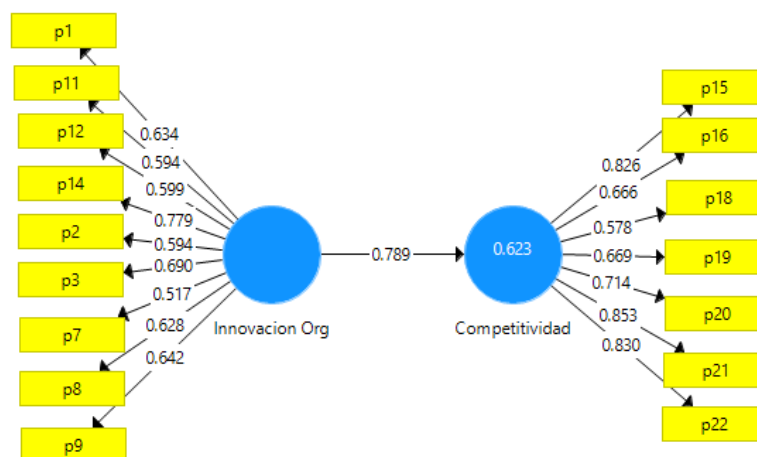 p1
p11
p12
p14
p2
p3
p7
p8
p9
0.634
0.594
0.599
0.779
0.594
0.690
0.517
0.628
0.642
Innovacion Org
0.789
0.623
Competitividad
0.826
0.666
0.578
0.669
0.714
0.853
0.830
p15
p16
p18
p19
p20
p21
p22